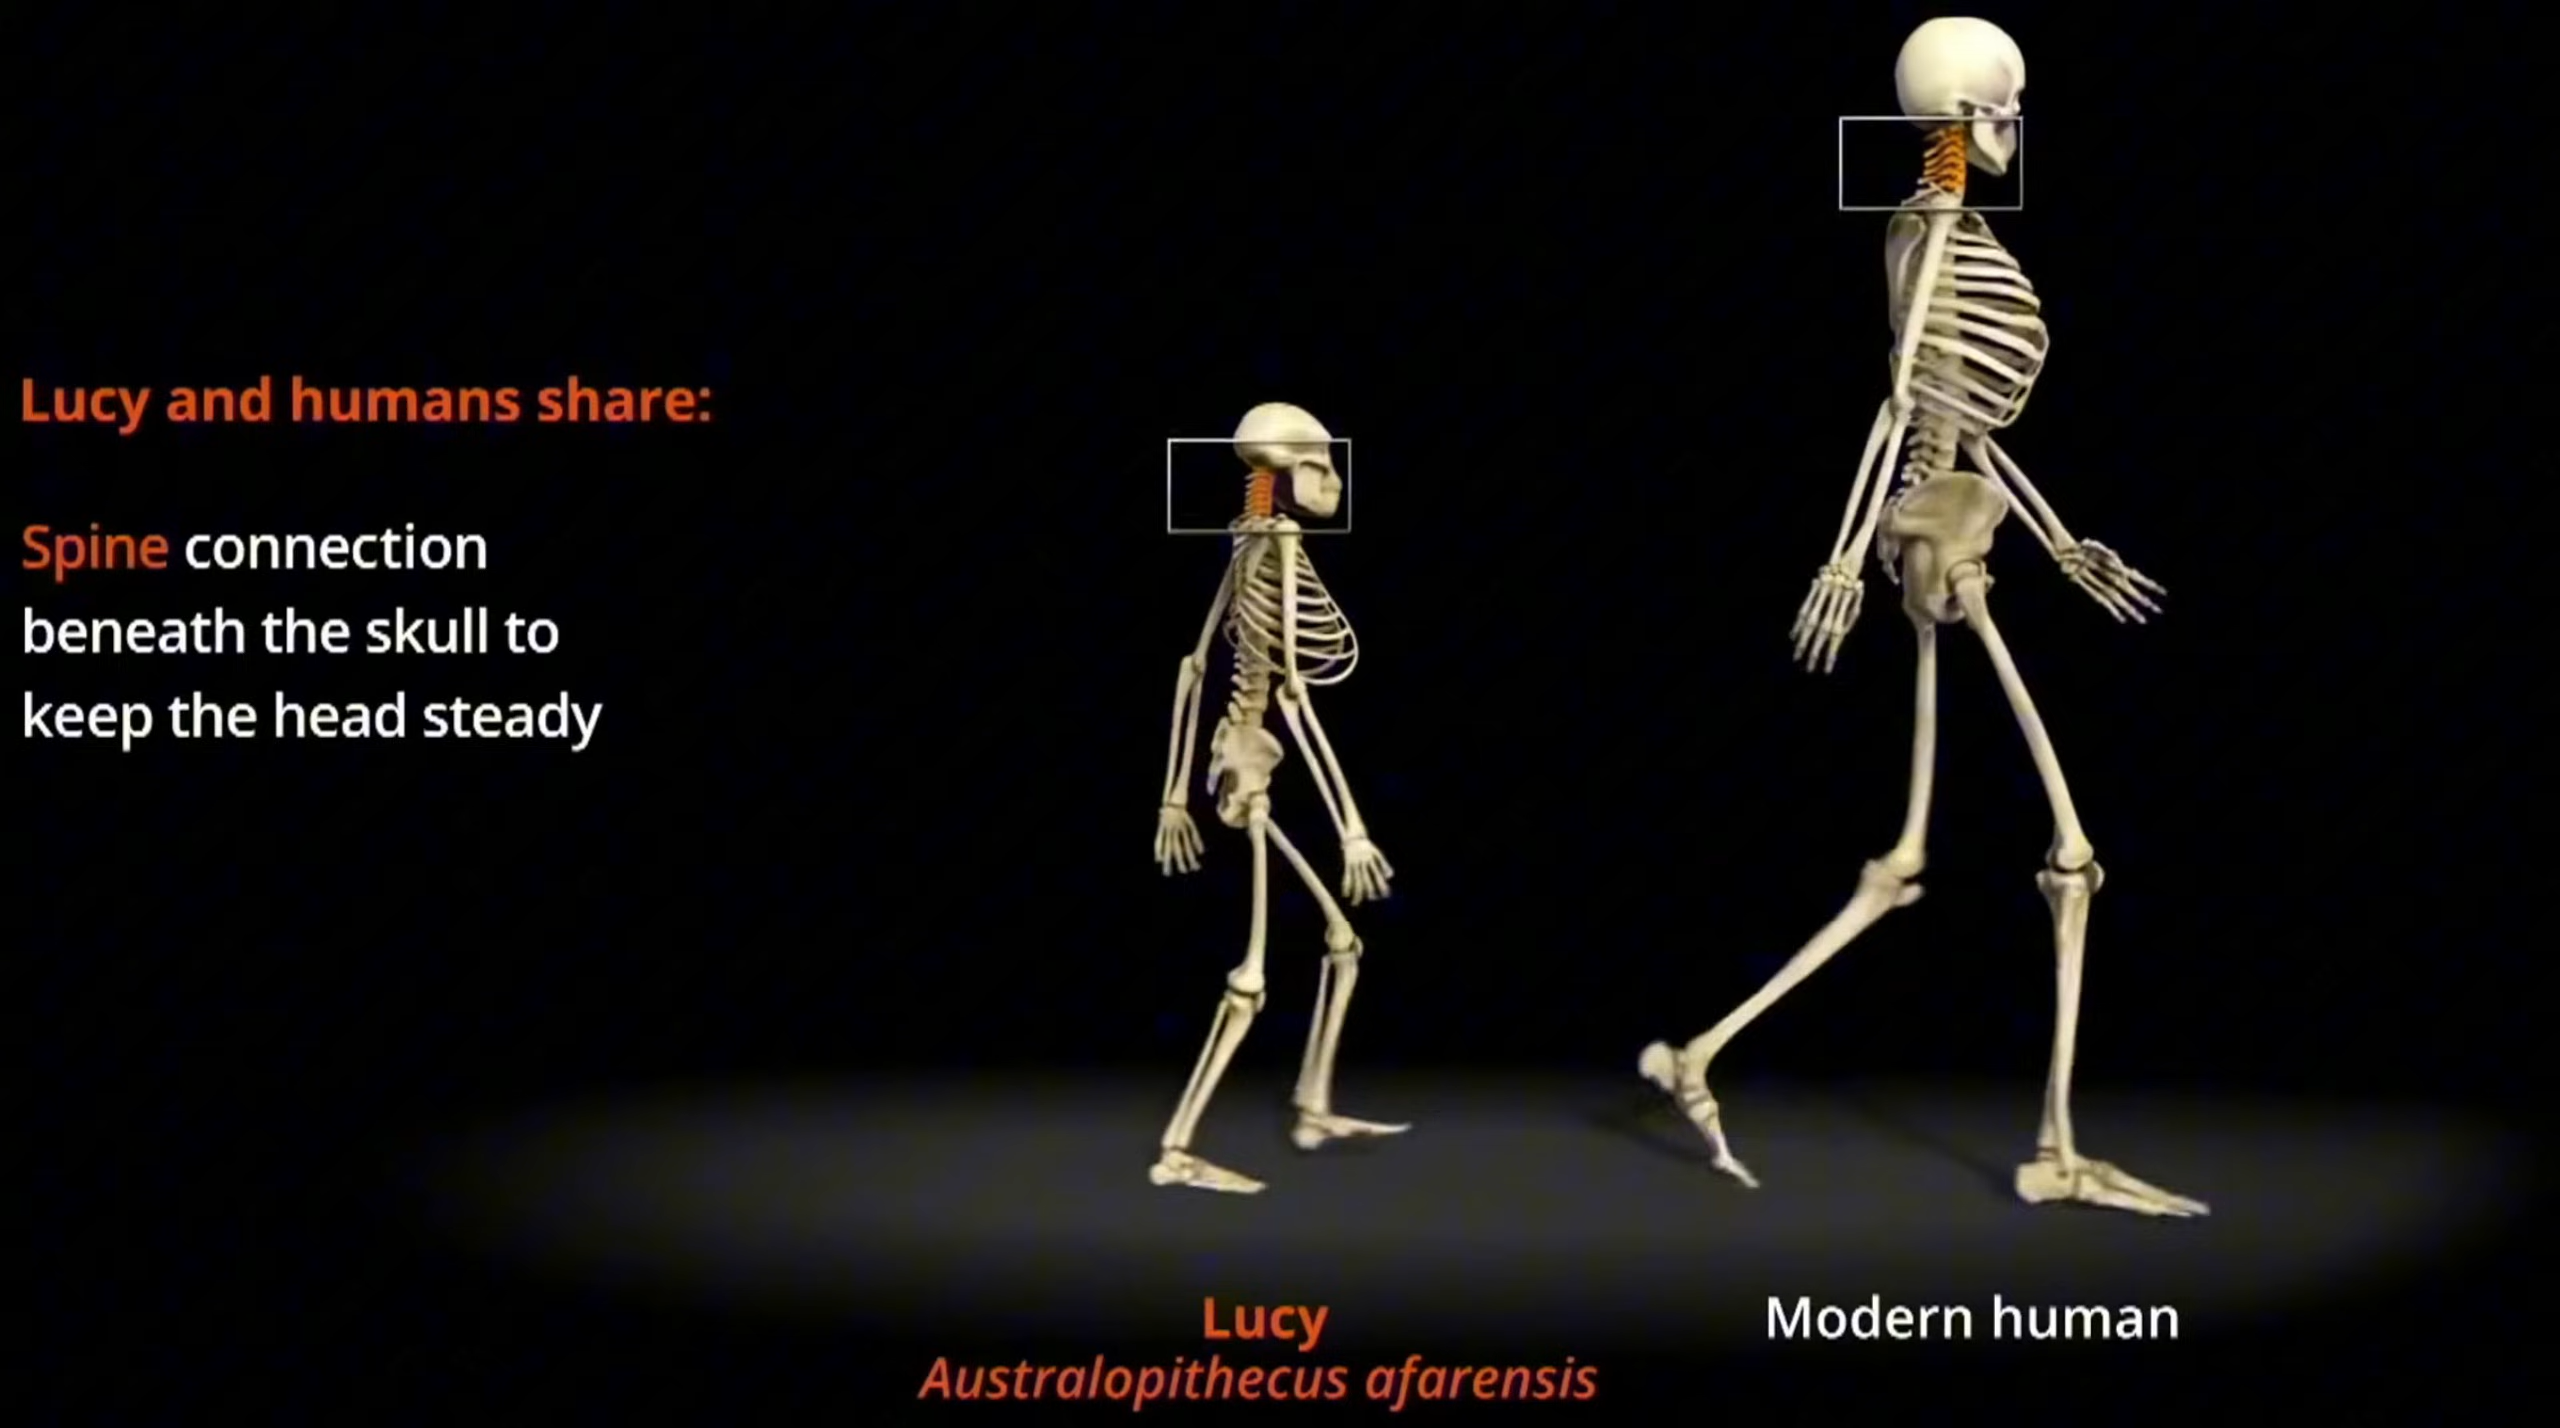 Lucy and humans share:
Spine connection
beneath the skull to
keep the head steady
Lucy
Australopithecus afarensis
Modern human